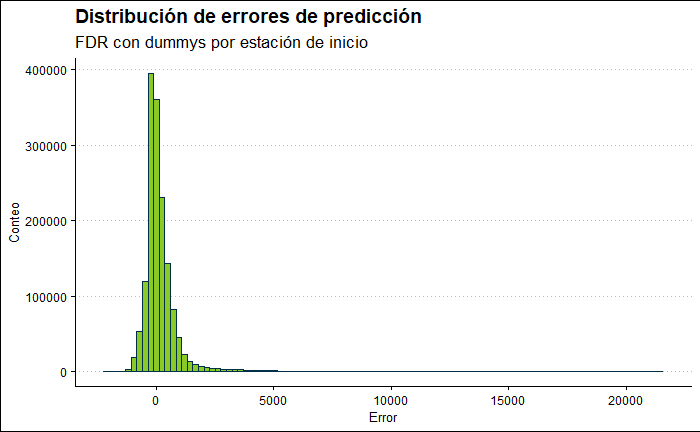 Distribución de errores de predicción
FDR con dummys por estación de inicio
400000
300000
200000
100000
0
Conteo
0
5000
10000
15000
20000
Error